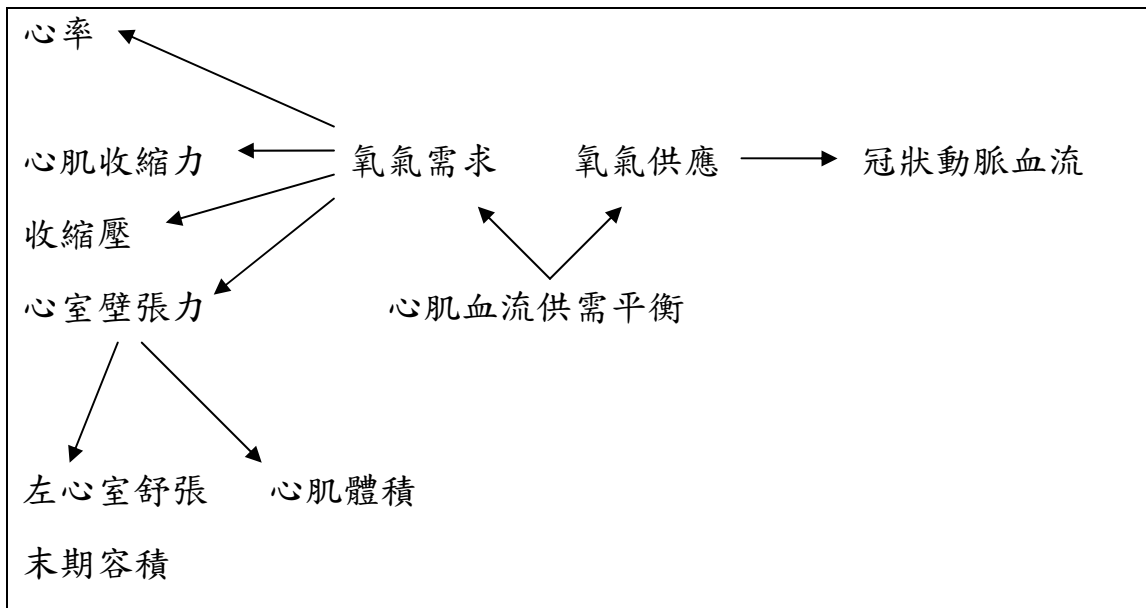 心率
心肌收縮力 氧氣需求 氧氣供應 冠狀動脈血流
收縮壓
心室壁張力 心肌血流供需平衡
左心室舒張 心肌體積
末期容積